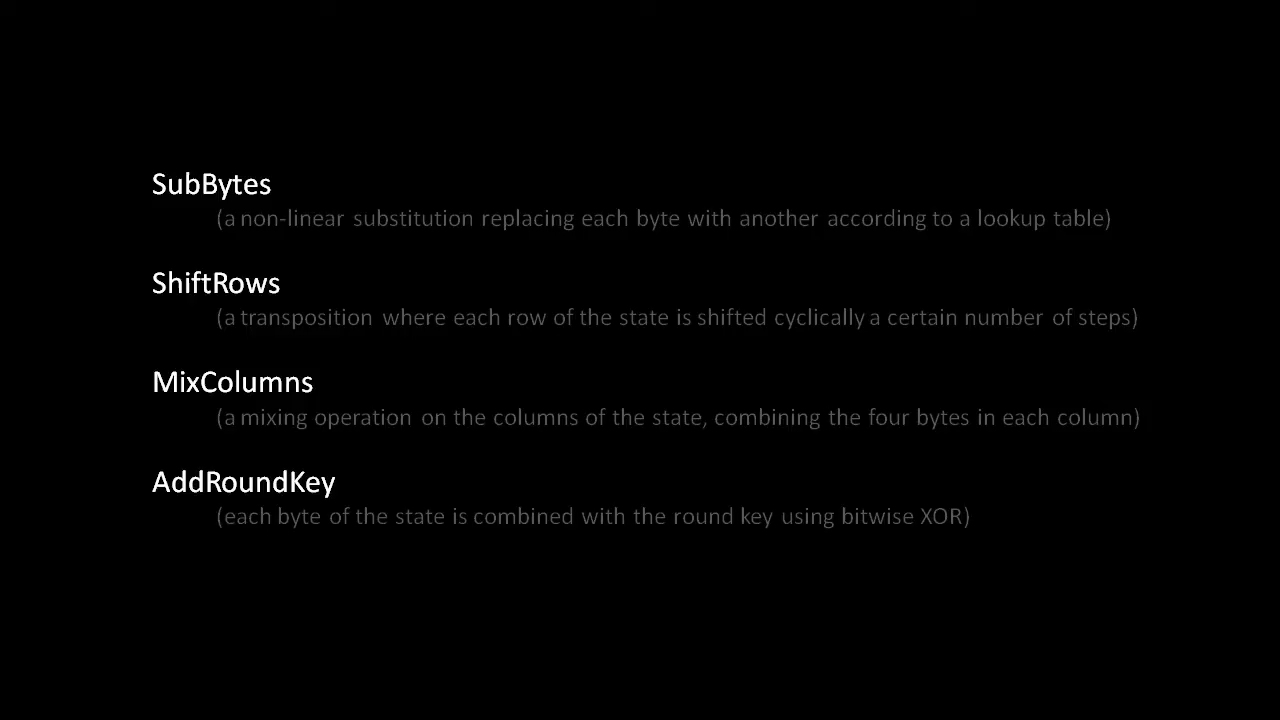 SubBytes
(a non-linear substitution replacing each byte with another according to a lookup table)
ShiftRows
(a transposition where each row of the state is shifted cyclically a certain number of steps)
MixColumns
(a mixing operation on the columns of the state, combining the four bytes in each column)
AddRoundKey
(each byte of the state is combined with the round key using bitwise XOR)